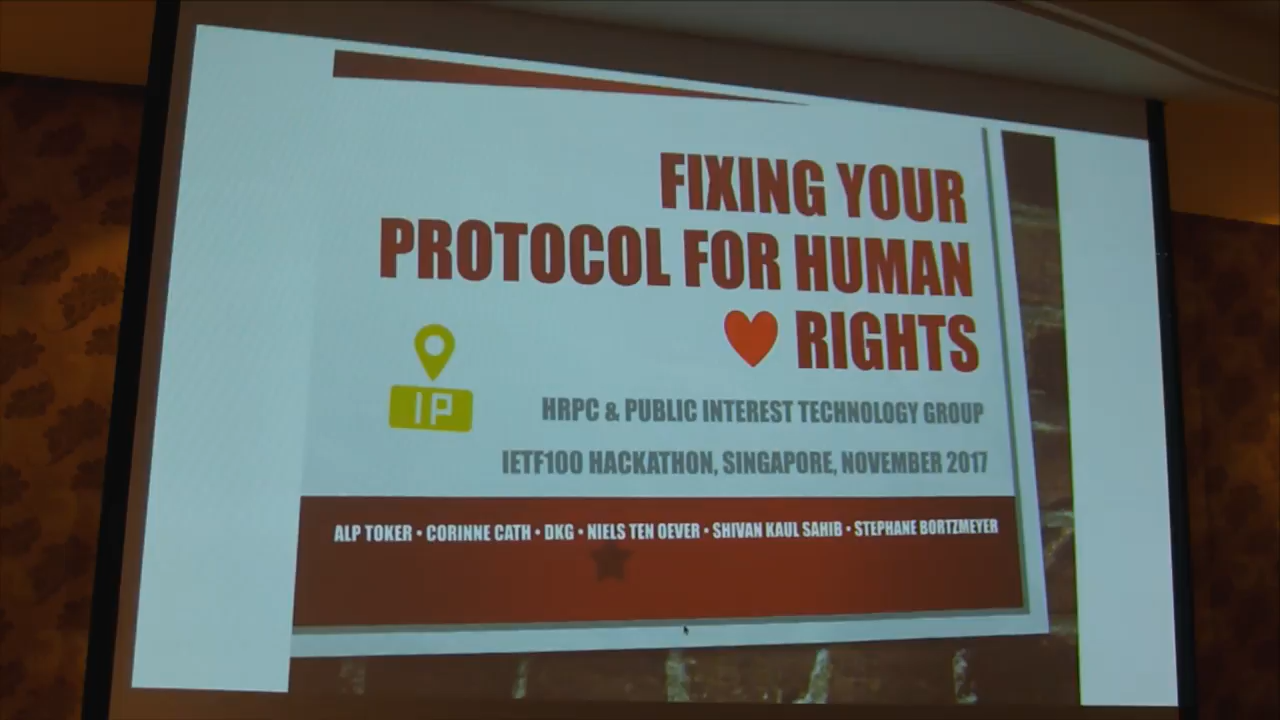 FIXING YOUR
PROTOCOL FOR HUMAN
RIGHTS
IP
HRPC & PUBLIC INTEREST TECHNOLOGY GROUP
IETF100 HACKATHON, SINGAPORE, NOVEMBER 2017
ALP TOKER • CORINNE CATH • DKG • NIELS TEN OEVER • SHIVAN KAUL SAHIB • STEPHANE BORTZMEYER